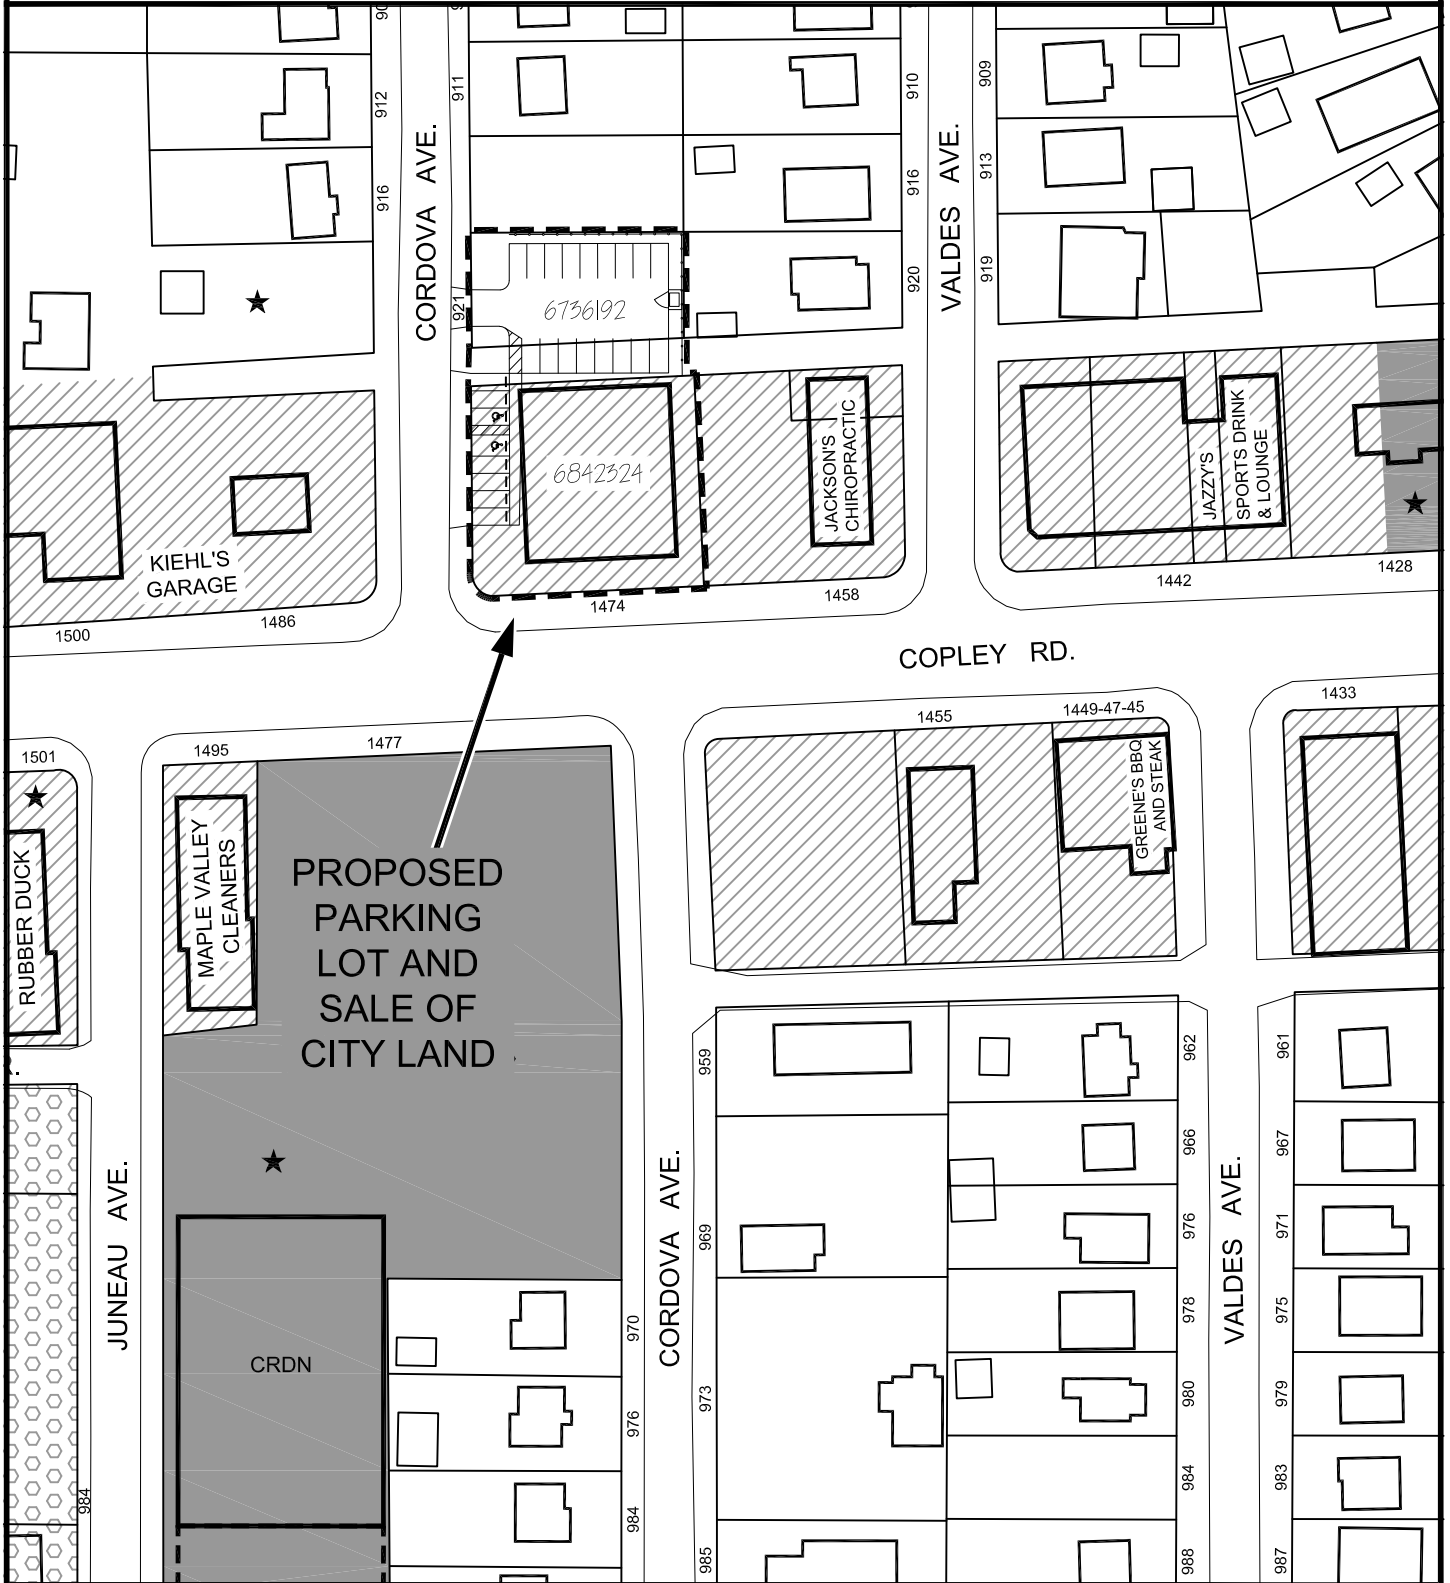 912
916
CORDOVA AVE.
911
921
910
916
920
VALDES AVE.
909
913
919
6736192
6842324
JACKSON'S
CHIROPRACTIC
JAZZY'S
SPORTS DRINK
& LOUNGE
KIEHL'S
GARAGE
1500
1486
1474
1458
1442
1428
COPLEY RD.
1501
1495
1477
1455
1449-47-45
1433
RUBBER DUCK
MAPLE VALLEY
CLEANERS
GREENE'S BBQ
AND STEAK
PROPOSED
PARKING
LOT AND
SALE OF
CITY LAND
JUNEAU AVE.
984
CRDN
970
976
984
CORDOVA AVE.
959
969
973
985
962
966
976
978
980
984
988
VALDES AVE.
961
967
971
975
979
983
987